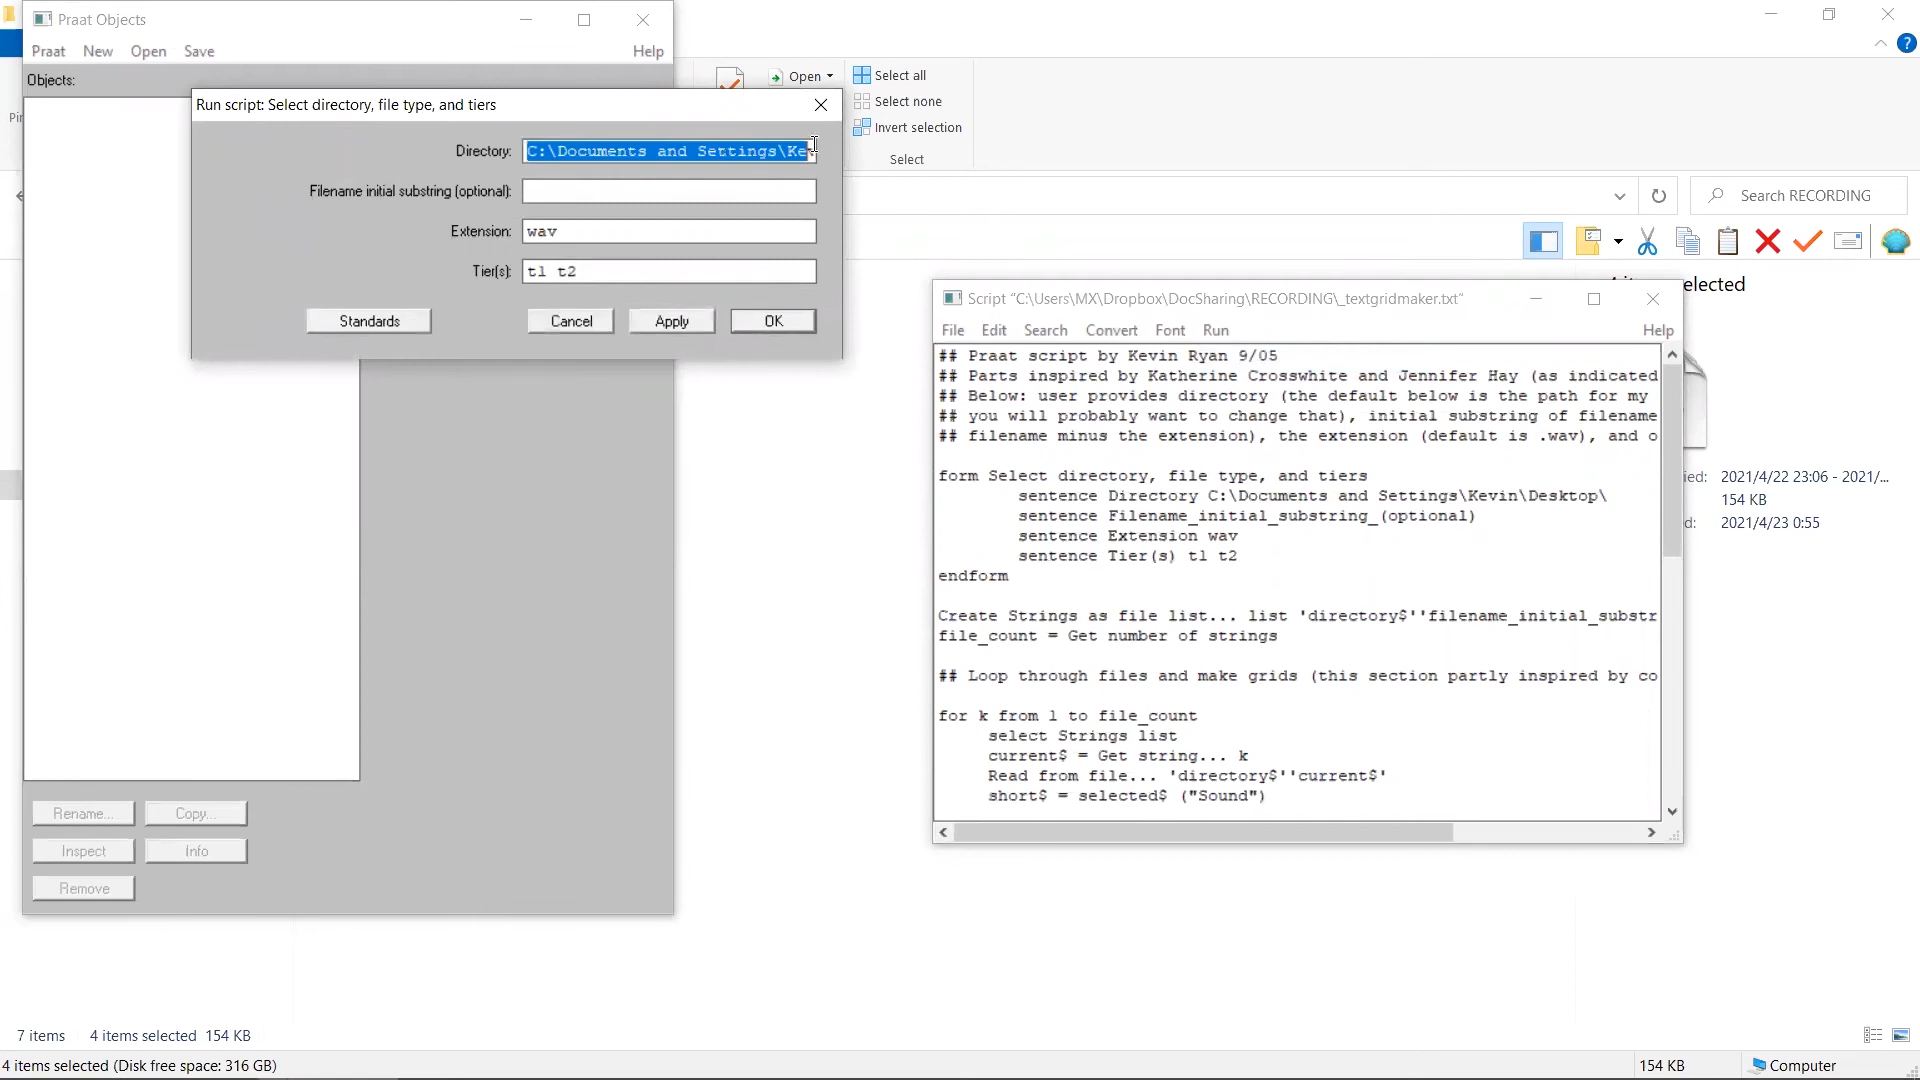 Praat Objects
Praat New Open Save Help
Objects:
Run script: Select directory, file type, and tiers
Directory: C:\Documents and Settings\Kev
Filename initial substring (optional):
Extension: wav
Tier(s): t1 t2
Standards Cancel Apply OK
Rename... Copy...
Inspect Info
Remove
Open
Select all
Select none
Invert selection
Select
Search RECORDING
Script "C:\Users\MX\Dropbox\DocSharing\RECORDING\_textgridmaker.txt"
File Edit Search Convert Font Run Help
## Praat script by Kevin Ryan 9/05
## Parts inspired by Katherine Crosswhite and Jennifer Hay (as indicated
## Below: user provides directory (the default below is the path for my
## you will probably want to change that), initial substring of filename
## filename minus the extension), the extension (default is .wav), and o
form Select directory, file type, and tiers
sentence Directory C:\Documents and Settings\Kevin\Desktop\
sentence Filename_initial_substring_(optional)
sentence Extension wav
sentence Tier(s) t1 t2
endform
Create Strings as file list... list 'directory$''filename_initial_substr
file_count = Get number of strings
## Loop through files and make grids (this section partly inspired by co
for k from 1 to file_count
select Strings list
current$ = Get string... k
Read from file... 'directory$''current$'
short$ = selected$ ("Sound")
elected
ied: 2021/4/22 23:06 - 2021/...
154 KB
d: 2021/4/23 0:55
7 items 4 items selected 154 KB
4 items selected (Disk free space: 316 GB) 154 KB Computer